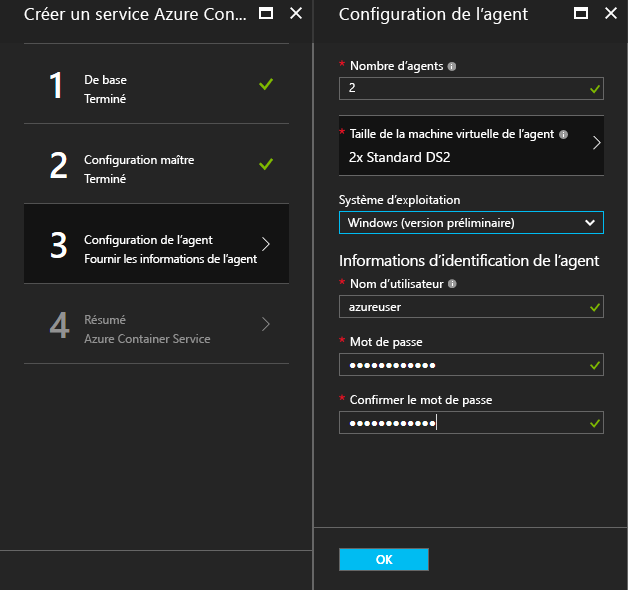 Créer un service Azure Con...
1
De base
Terminé
2
Configuration maître
Terminé
3
Configuration de l'agent
Fournir les informations de l'agent
4
Résumé
Azure Container Service
Configuration de l'agent
* Nombre d'agents
2
* Taille de la machine virtuelle de l'agent
2x Standard DS2
Système d'exploitation
Windows (version préliminaire)
Informations d'identification de l'agent
* Nom d'utilisateur
azureuser
* Mot de passe
••••••••••••
* Confirmer le mot de passe
••••••••••••
OK